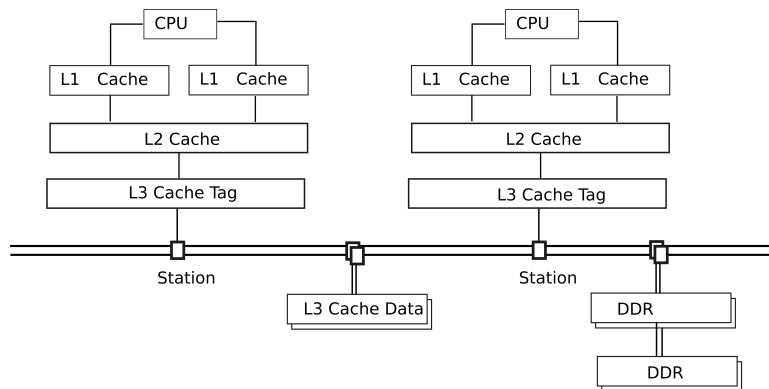 CPU
CPU
L1 Cache
L1 Cache
L1 Cache
L1 Cache
L2 Cache
L2 Cache
L3 Cache Tag
L3 Cache Tag
Station
Station
L3 Cache Data
DDR
DDR